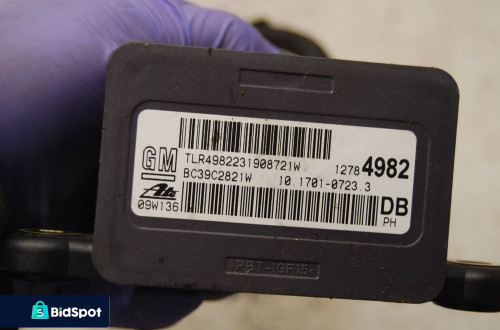 GM
TLR4982231908721W
1278 4982
BC39C2821W
10.1701-0723.3
Ate
09W136
DB
PH
>PBT-IGF15<
BidSpot